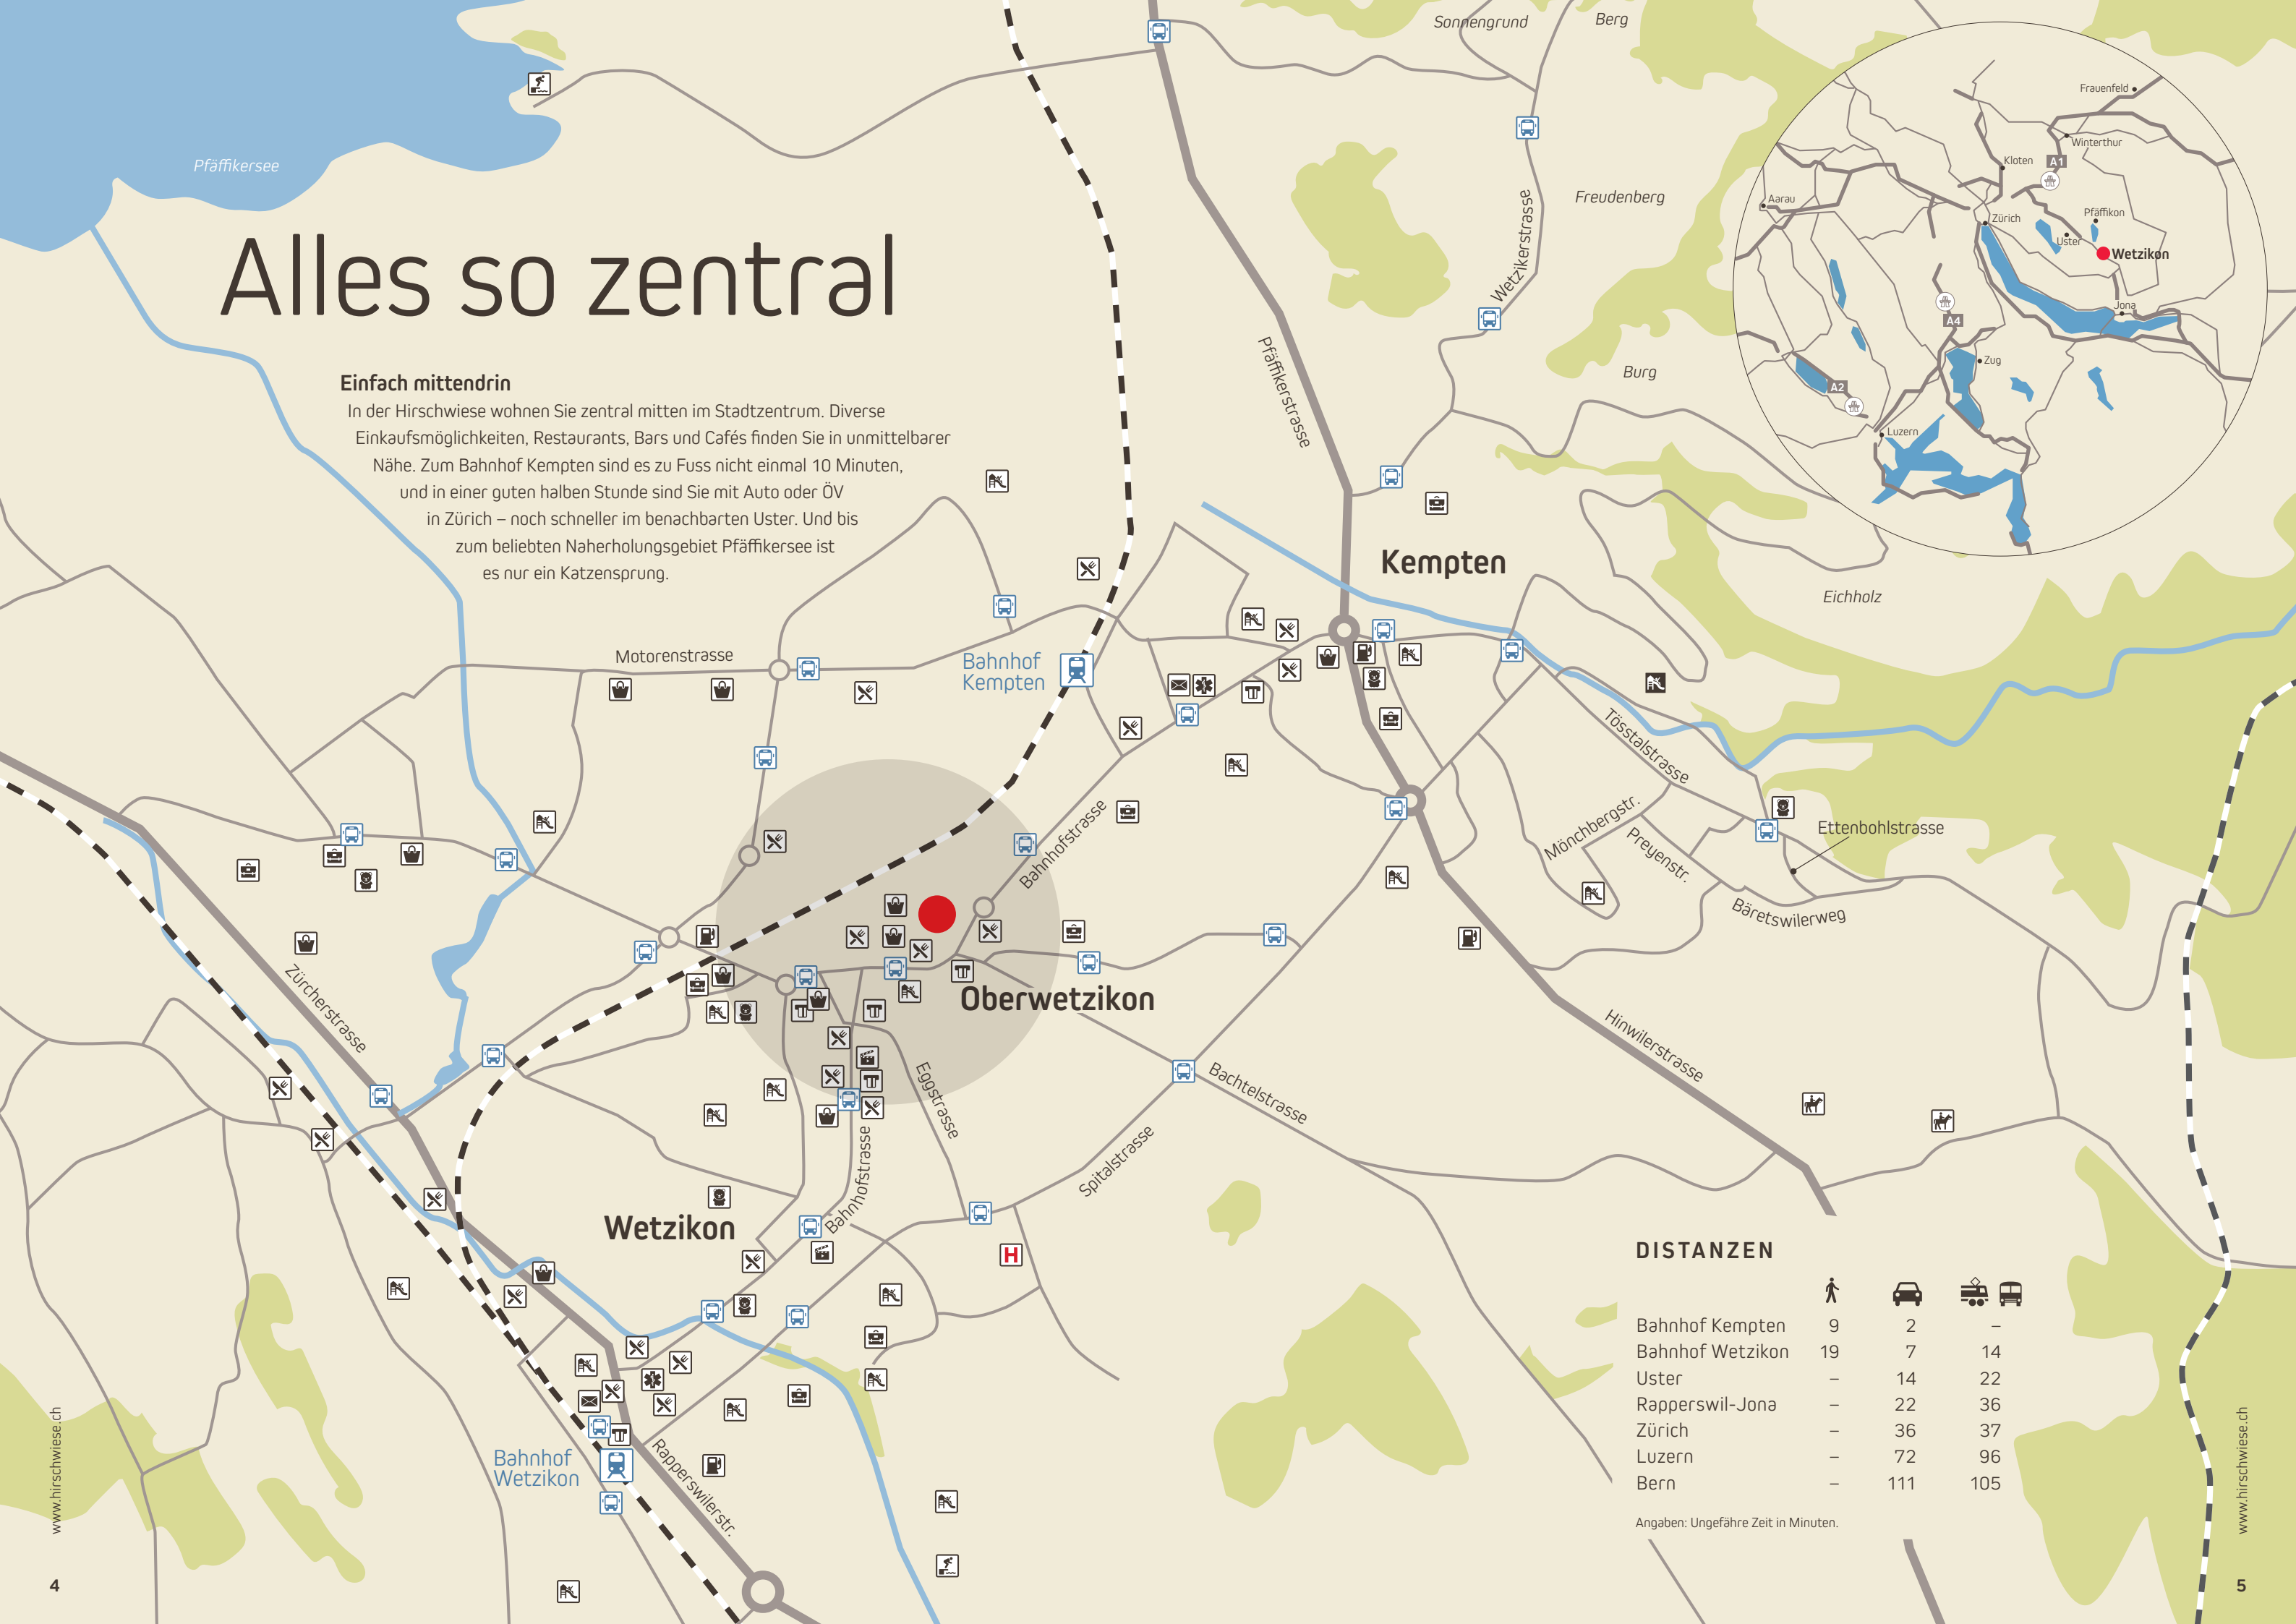 Alles so zentral
Einfach mittendrin
In der Hirschwiese wohnen Sie zentral mitten im Stadtzentrum. Diverse
Einkaufsmöglichkeiten, Restaurants, Bars und Cafés finden Sie in unmittelbarer
Nähe. Zum Bahnhof Kempten sind es zu Fuss nicht einmal 10 Minuten,
und in einer guten halben Stunde sind Sie mit Auto oder ÖV
in Zürich – noch schneller im benachbarten Uster. Und bis
zum beliebten Naherholungsgebiet Pfäffikersee ist
es nur ein Katzensprung.
Pfäffikersee
Sonnengrund
Berg
Freudenberg
Wetzikerstrasse
Pfäffikerstrasse
Burg
Kempten
Eichholz
Frauenfeld
Winterthur
A1
Kloten
Aarau
Zürich
Pfäffikon
Uster
Wetzikon
Jona
A4
Zug
A2
Luzern
Motorenstrasse
Bahnhof
Kempten
Tösstalstrasse
Mönchbergstr.
Preyenstr.
Ettenbohlstrasse
Bäretswilerweg
Bahnhofstrasse
Zürcherstrasse
Oberwetzikon
Hinwilerstrasse
Eggstrasse
Bachtelstrasse
Spitalstrasse
Bahnhofstrasse
Wetzikon
H
Bahnhof
Wetzikon
Rapperswilerstr.
DISTANZEN
Bahnhof Kempten 9 2 –
Bahnhof Wetzikon 19 7 14
Uster – 14 22
Rapperswil-Jona – 22 36
Zürich – 36 37
Luzern – 72 96
Bern – 111 105
Angaben: Ungefähre Zeit in Minuten.
www.hirschwiese.ch
4
www.hirschwiese.ch
5